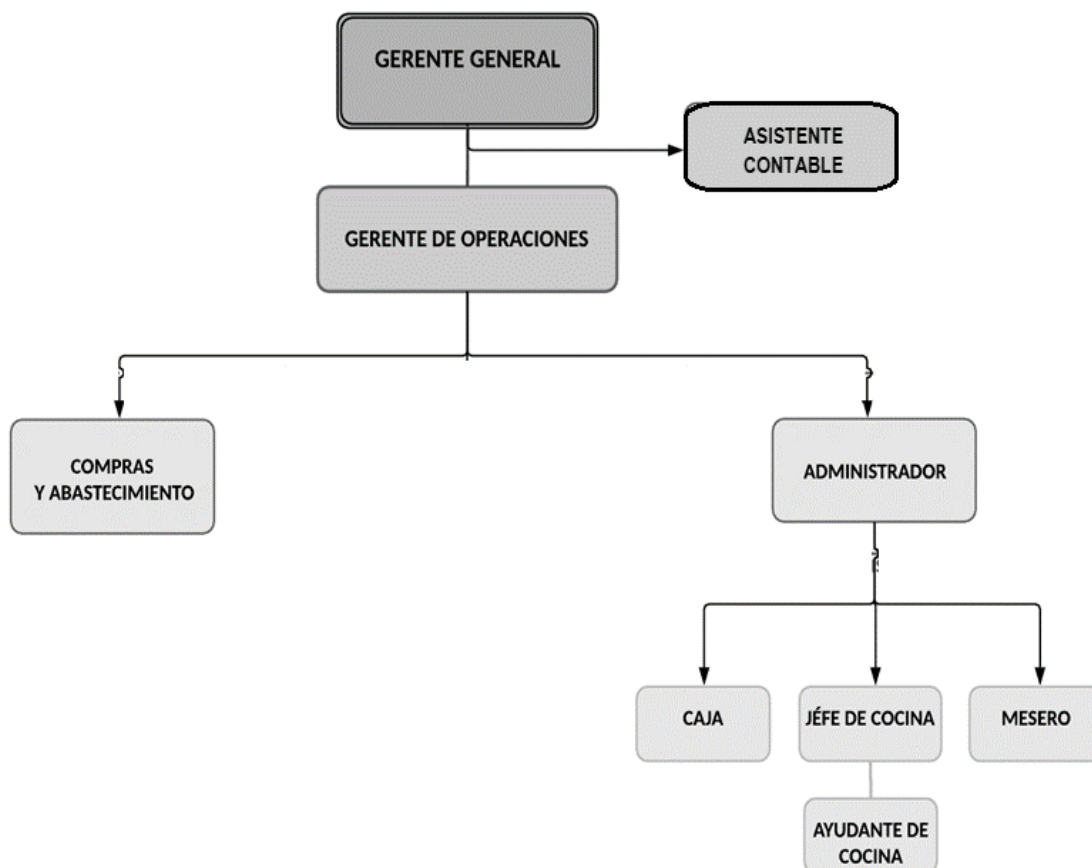 GERENTE GENERAL
ASISTENTE
CONTABLE
GERENTE DE OPERACIONES
COMPRAS
Y ABASTECIMIENTO
ADMINISTRADOR
CAJA
JÉFE DE COCINA
MESERO
AYUDANTE DE
COCINA